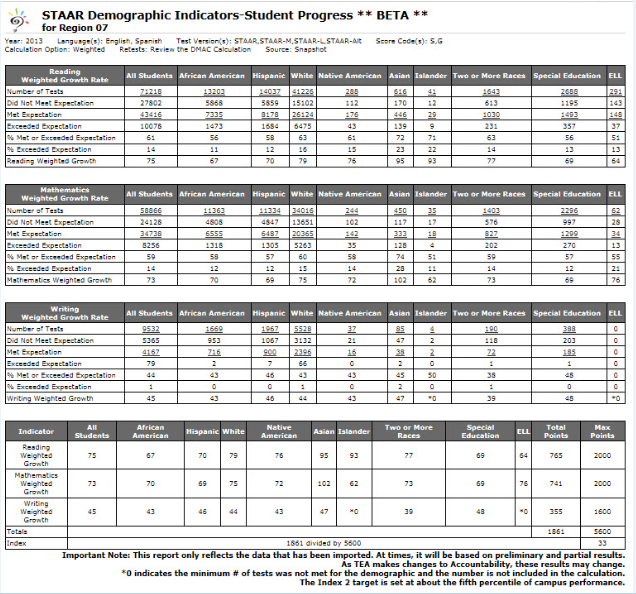 STAAR Demographic Indicators-Student Progress ** BETA **
for Region 07
Year: 2013 Language(s): English, Spanish Test Version(s): STAAR,STAAR-M,STAAR-L,STAAR-Alt Score Code(s): S,G
Calculation Option: Weighted Retests: Review the DMAC Calculation Source: Snapshot
Reading
Weighted Growth Rate All Students African American Hispanic White Native American Asian Islander Two or More Races Special Education ELL
Number of Tests 71218 13203 14037 41226 288 616 41 1643 2688 291
Did Not Meet Expectation 27802 5868 5859 15102 112 170 12 613 1195 143
Met Expectation 43416 7335 8178 26124 176 446 29 1030 1493 148
Exceeded Expectation 10076 1473 1684 6475 43 139 9 231 357 37
% Met or Exceeded Expectation 61 56 58 63 61 72 71 63 56 51
% Exceeded Expectation 14 11 12 16 15 23 22 14 13 13
Reading Weighted Growth 75 67 70 79 76 95 93 77 69 64
Mathematics
Weighted Growth Rate All Students African American Hispanic White Native American Asian Islander Two or More Races Special Education ELL
Number of Tests 58866 11363 11334 34016 244 450 35 1403 2296 62
Did Not Meet Expectation 24128 4808 4847 13651 102 117 17 576 997 28
Met Expectation 34738 6555 6487 20365 142 333 18 827 1299 34
Exceeded Expectation 8256 1318 1305 5263 35 128 4 202 270 13
% Met or Exceeded Expectation 59 58 57 60 58 74 51 59 57 55
% Exceeded Expectation 14 12 12 15 14 28 11 14 12 21
Mathematics Weighted Growth 73 70 69 75 72 102 62 73 69 76
Writing
Weighted Growth Rate All Students African American Hispanic White Native American Asian Islander Two or More Races Special Education ELL
Number of Tests 9532 1669 1967 5528 37 85 4 190 388 0
Did Not Meet Expectation 5365 953 1067 3132 21 47 2 118 203 0
Met Expectation 4167 716 900 2396 16 38 2 72 185 0
Exceeded Expectation 79 2 7 66 0 2 0 1 1 0
% Met or Exceeded Expectation 44 43 46 43 43 45 50 38 48 0
% Exceeded Expectation 1 0 0 1 0 2 0 1 0 0
Writing Weighted Growth 45 43 46 44 43 47 *0 39 48 *0
Indicator All Students African American Hispanic White Native American Asian Islander Two or More Races Special Education ELL Total Points Max Points
Reading Weighted Growth 75 67 70 79 76 95 93 77 69 64 765 2000
Mathematics Weighted Growth 73 70 69 75 72 102 62 73 69 76 741 2000
Writing Weighted Growth 45 43 46 44 43 47 *0 39 48 *0 355 1600
Totals 1861 5600
Index 1861 divided by 5600 33
Important Note: This report only reflects the data that has been imported. At times, it will be based on preliminary and partial results.
As TEA makes changes to Accountability, these results may change.
*0 indicates the minimum # of tests was not met for the demographic and the number is not included in the calculation.
The Index 2 target is set at about the fifth percentile of campus performance.